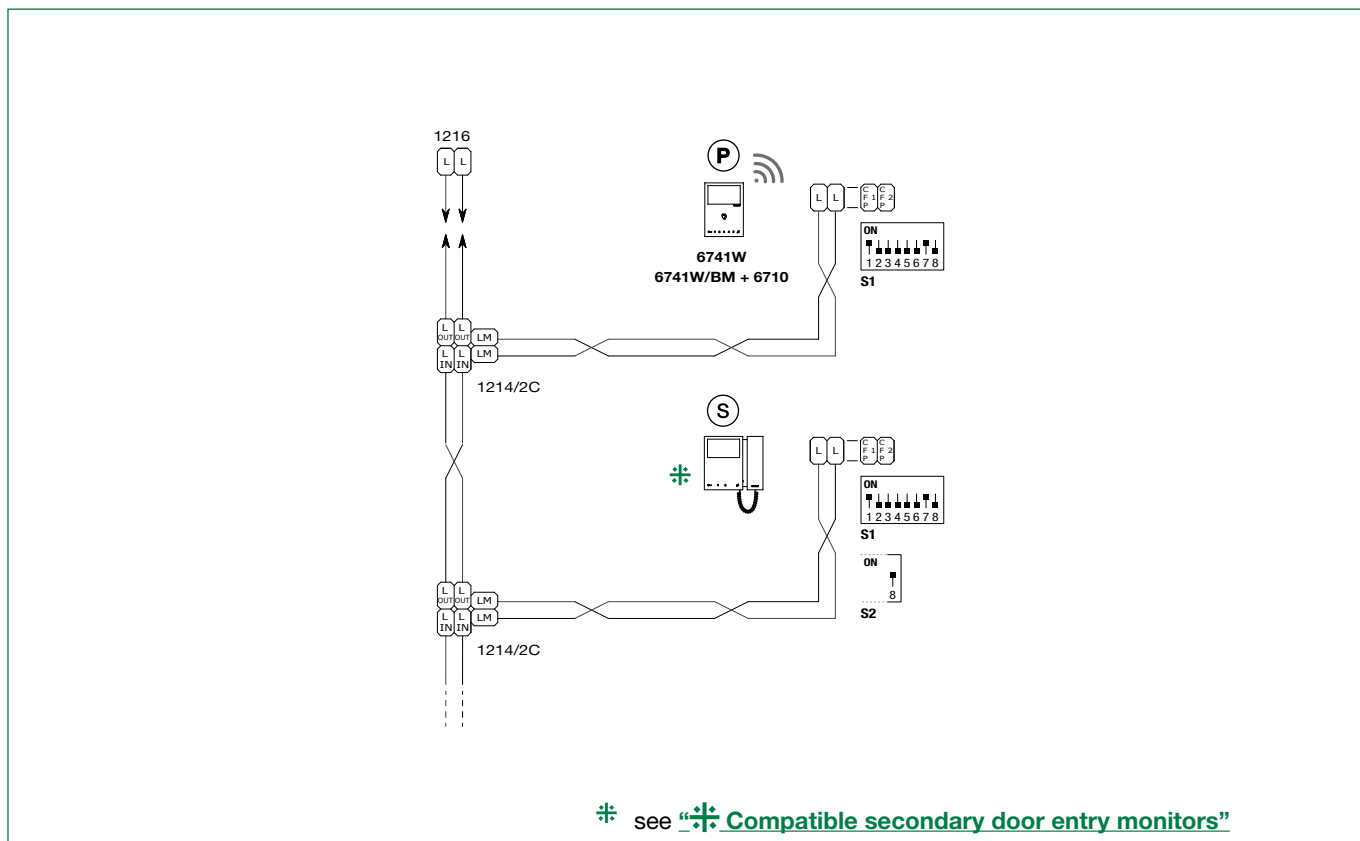 1216
L L
P
6741W
6741W/BM + 6710
L L CFP1 CFP2
ON
1 2 3 4 5 6 7 8
S1
L OUT L OUT LM
L IN L IN LM
1214/2C
S
L L CFP1 CFP2
ON
1 2 3 4 5 6 7 8
S1
ON
8
S2
L OUT L OUT LM
L IN L IN LM
1214/2C
see “ Compatible secondary door entry monitors”